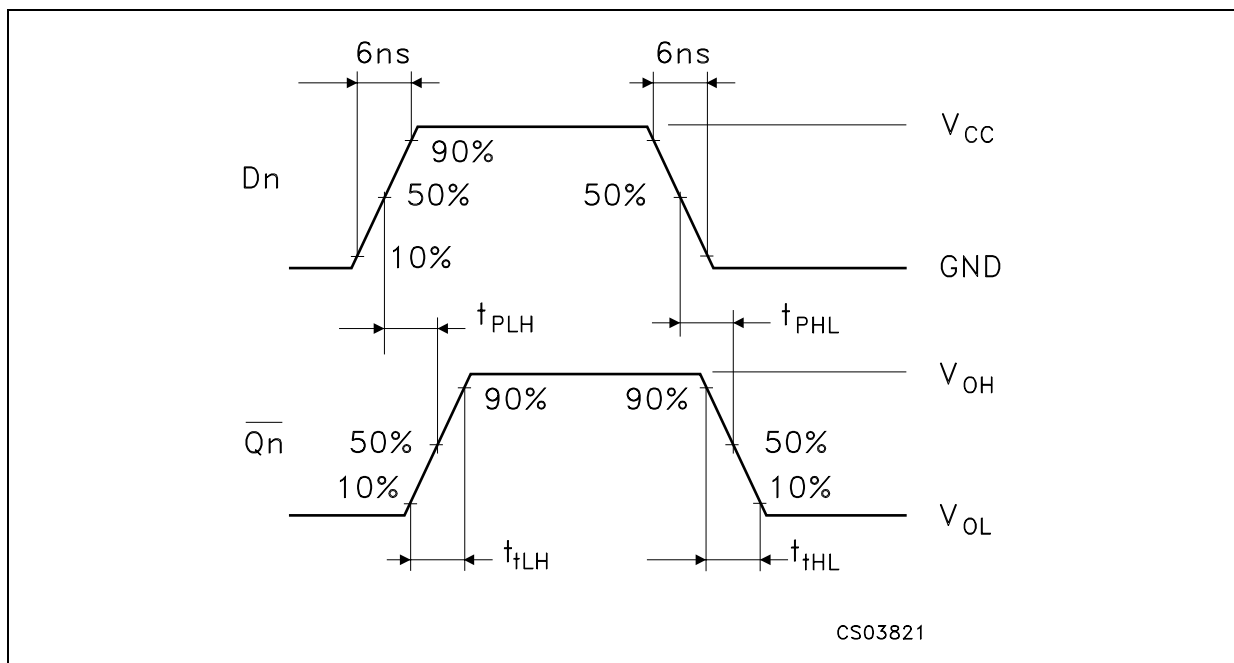 6ns 6ns
V_CC
90%
Dn 50% 50%
10%
GND
t_PLH t_PHL
V_OH
90% 90%
Q̅n̅ 50% 50%
10% 10%
V_OL
t_tLH t_tHL
CS03821